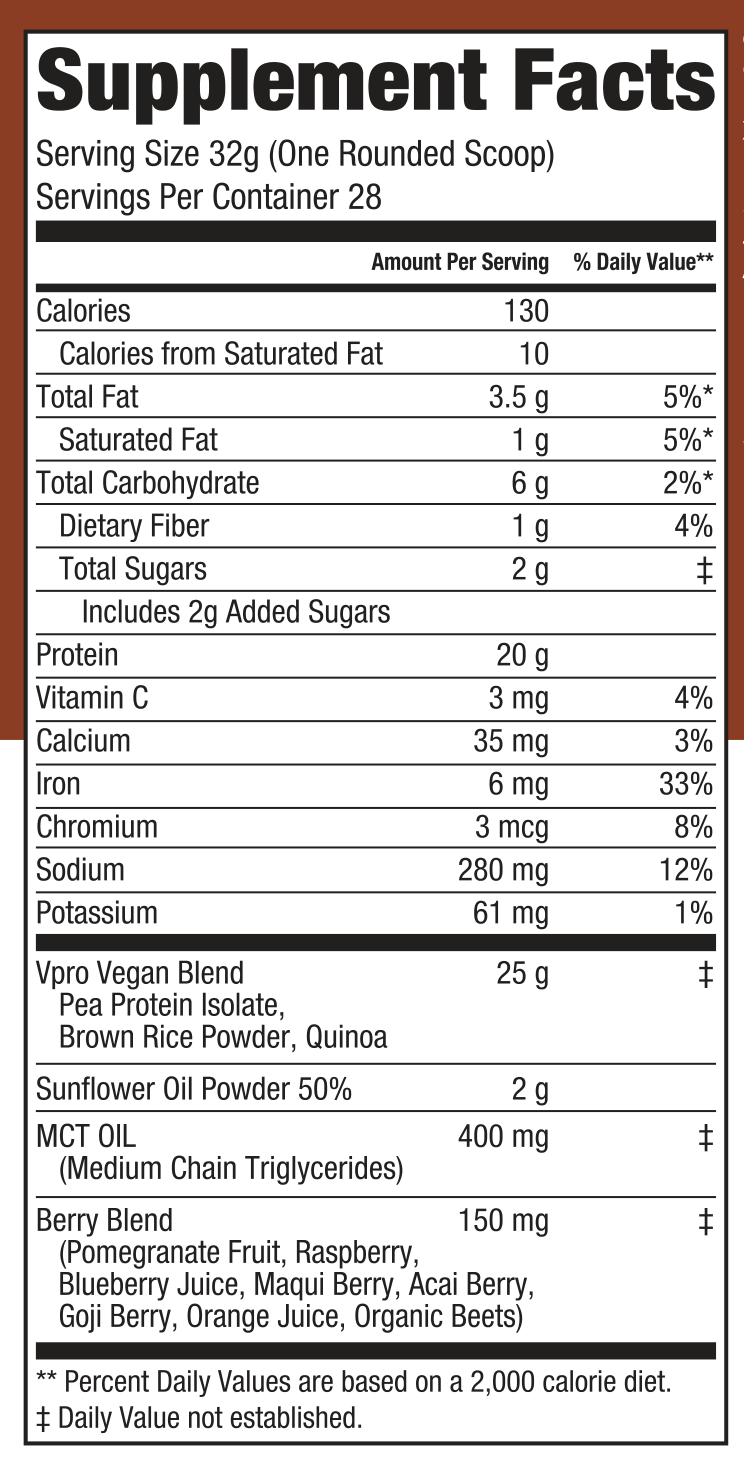 Supplement Facts
Serving Size 32g (One Rounded Scoop)
Servings Per Container 28
Amount Per Serving % Daily Value**
Calories 130
Calories from Saturated Fat 10
Total Fat 3.5 g 5%*
Saturated Fat 1 g 5%*
Total Carbohydrate 6 g 2%*
Dietary Fiber 1 g 4%
Total Sugars 2 g ‡
Includes 2g Added Sugars
Protein 20 g
Vitamin C 3 mg 4%
Calcium 35 mg 3%
Iron 6 mg 33%
Chromium 3 mcg 8%
Sodium 280 mg 12%
Potassium 61 mg 1%
Vpro Vegan Blend 25 g ‡
Pea Protein Isolate,
Brown Rice Powder, Quinoa
Sunflower Oil Powder 50% 2 g
MCT OIL 400 mg ‡
(Medium Chain Triglycerides)
Berry Blend 150 mg ‡
(Pomegranate Fruit, Raspberry,
Blueberry Juice, Maqui Berry, Acai Berry,
Goji Berry, Orange Juice, Organic Beets)
** Percent Daily Values are based on a 2,000 calorie diet.
‡ Daily Value not established.